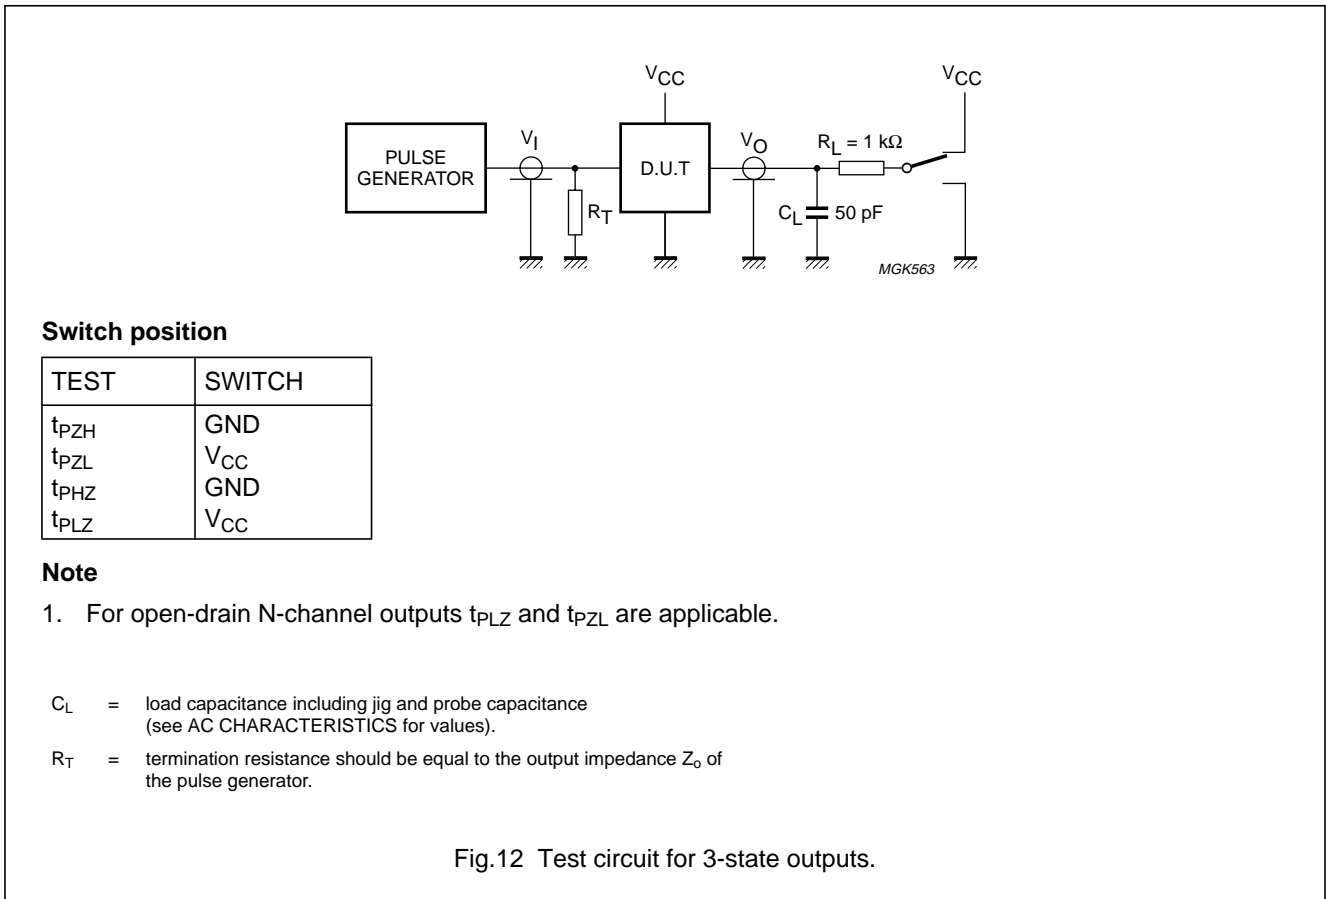 VCC VCC
PULSE GENERATOR
VI
D.U.T
VO
RL = 1 kΩ
RT
CL 50 pF
MGK563
Switch position
TEST SWITCH
tPZH GND
tPZL VCC
tPHZ GND
tPLZ VCC
Note
1. For open-drain N-channel outputs tPLZ and tPZL are applicable.
CL = load capacitance including jig and probe capacitance
(see AC CHARACTERISTICS for values).
RT = termination resistance should be equal to the output impedance Zo of
the pulse generator.
Fig.12 Test circuit for 3-state outputs.